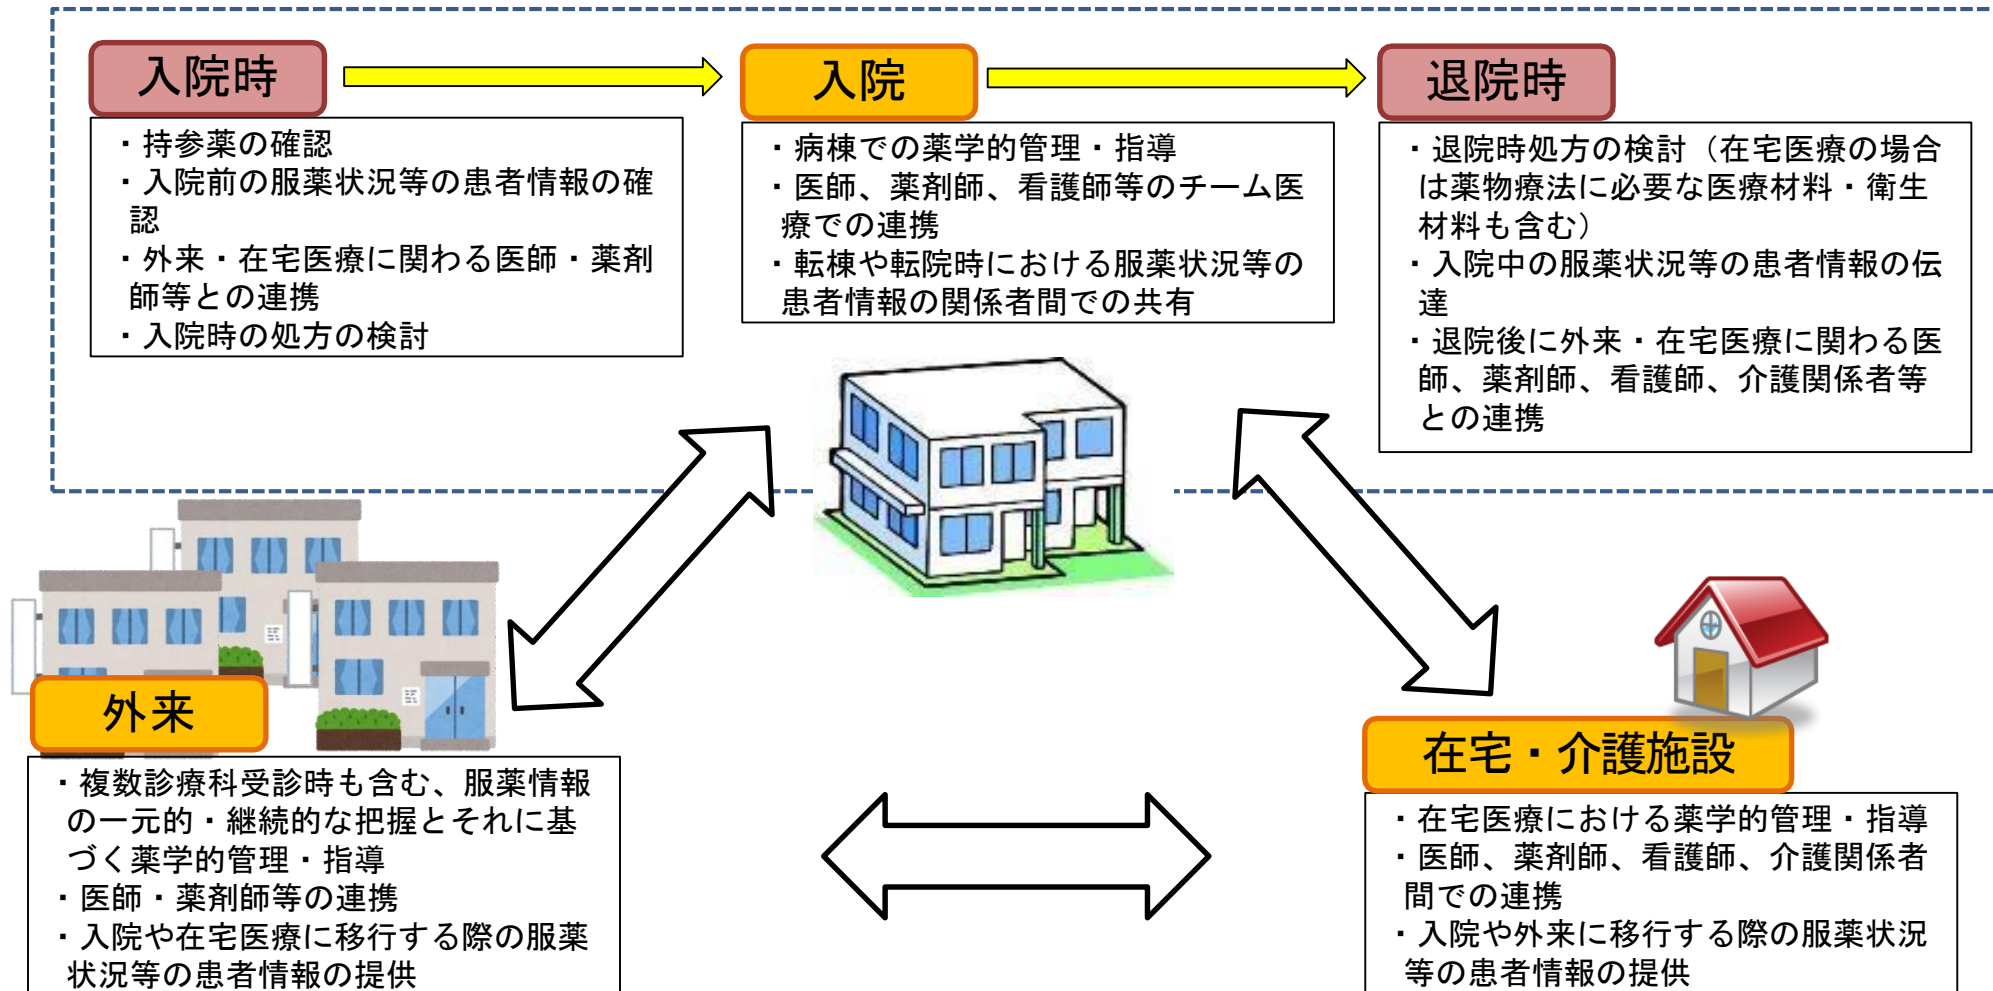 入院時
・持参薬の確認
・入院前の服薬状況等の患者情報の確
認
・外来・在宅医療に関わる医師・薬剤
師等との連携
・入院時の処方の検討
入院
・病棟での薬学的管理・指導
・医師、薬剤師、看護師等のチーム医
療での連携
・転棟や転院時における服薬状況等の
患者情報の関係者間での共有
退院時
・退院時処方の検討（在宅医療の場合
は薬物療法に必要な医療材料・衛生
材料も含む）
・入院中の服薬状況等の患者情報の伝
達
・退院後に外来・在宅医療に関わる医
師、薬剤師、看護師、介護関係者等
との連携
外来
・複数診療科受診時も含む、服薬情報
の一元的・継続的な把握とそれに基
づく薬学的管理・指導
・医師・薬剤師等の連携
・入院や在宅医療に移行する際の服薬
状況等の患者情報の提供
在宅・介護施設
・在宅医療における薬学的管理・指導
・医師、薬剤師、看護師、介護関係者
間での連携
・入院や外来に移行する際の服薬状況
等の患者情報の提供